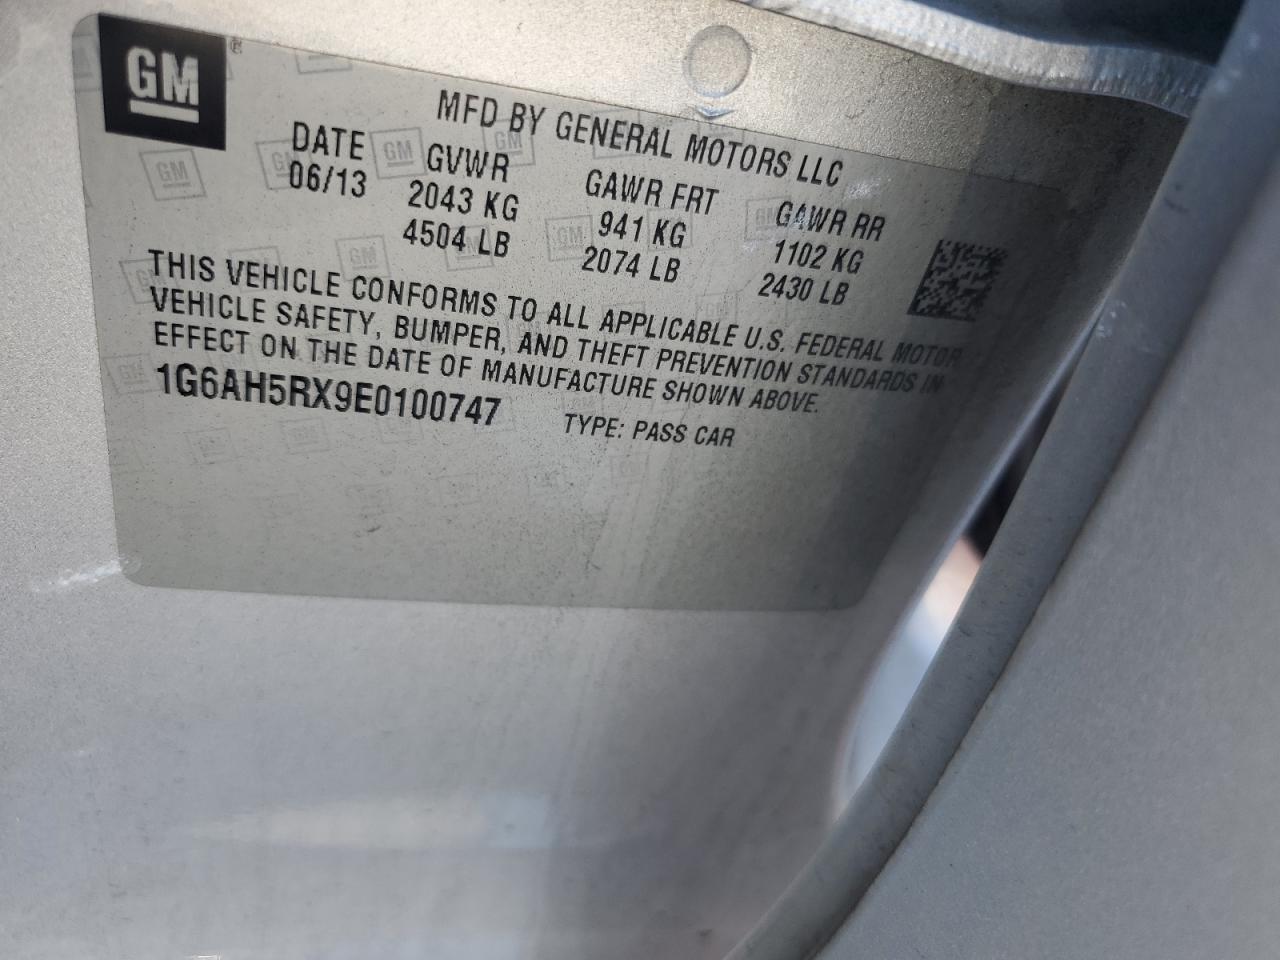 GM®
MFD BY GENERAL MOTORS LLC
DATE GVWR GAWR FRT GAWR RR
06/13 2043 KG 941 KG 1102 KG
4504 LB 2074 LB 2430 LB
THIS VEHICLE CONFORMS TO ALL APPLICABLE U.S. FEDERAL MOTOR
VEHICLE SAFETY, BUMPER, AND THEFT PREVENTION STANDARDS IN
EFFECT ON THE DATE OF MANUFACTURE SHOWN ABOVE.
1G6AH5RX9E0100747 TYPE: PASS CAR